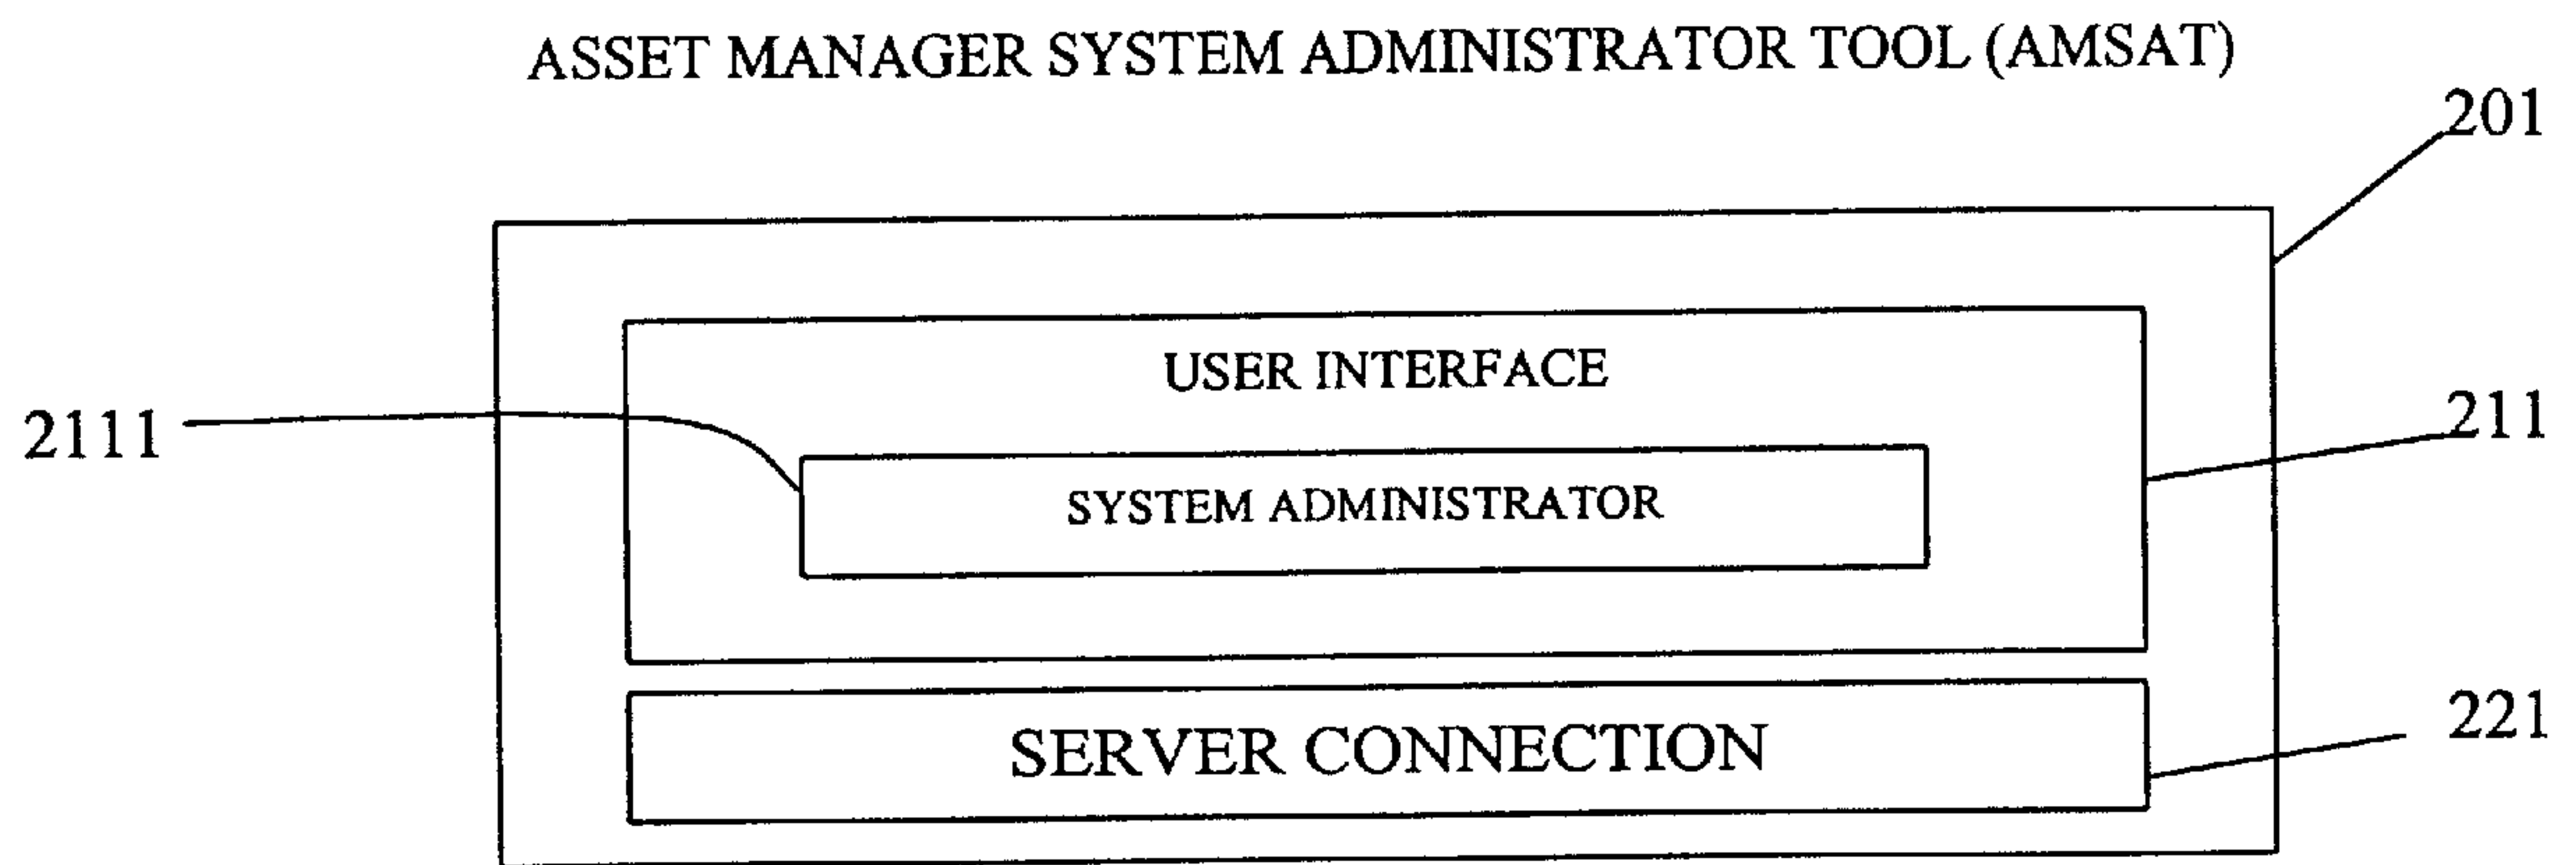 ASSET MANAGER SYSTEM ADMINISTRATOR TOOL (AMSAT)
201
USER INTERFACE
211
2111
SYSTEM ADMINISTRATOR
221
SERVER CONNECTION